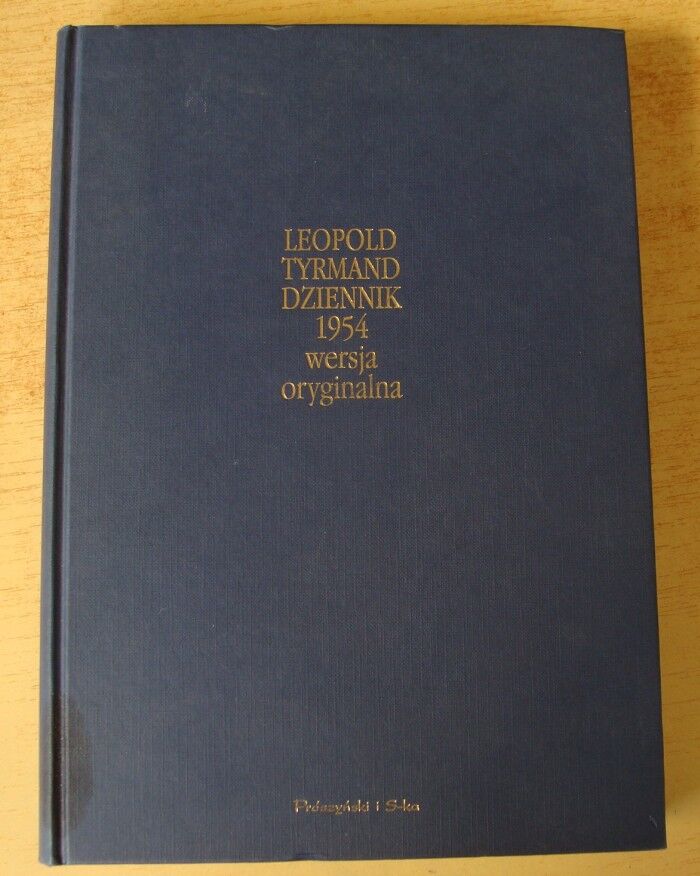 LEOPOLD
TYRMAND
DZIENNIK
1954
wersja
oryginalna
Prószyński i S-ka